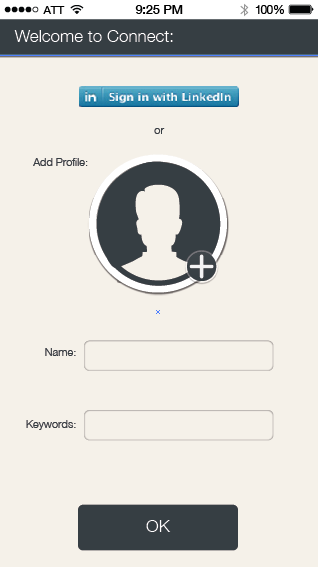 ATT 9:25 PM 100%
Welcome to Connect:
in Sign in with LinkedIn
or
Add Profile:
Name:
Keywords:
OK